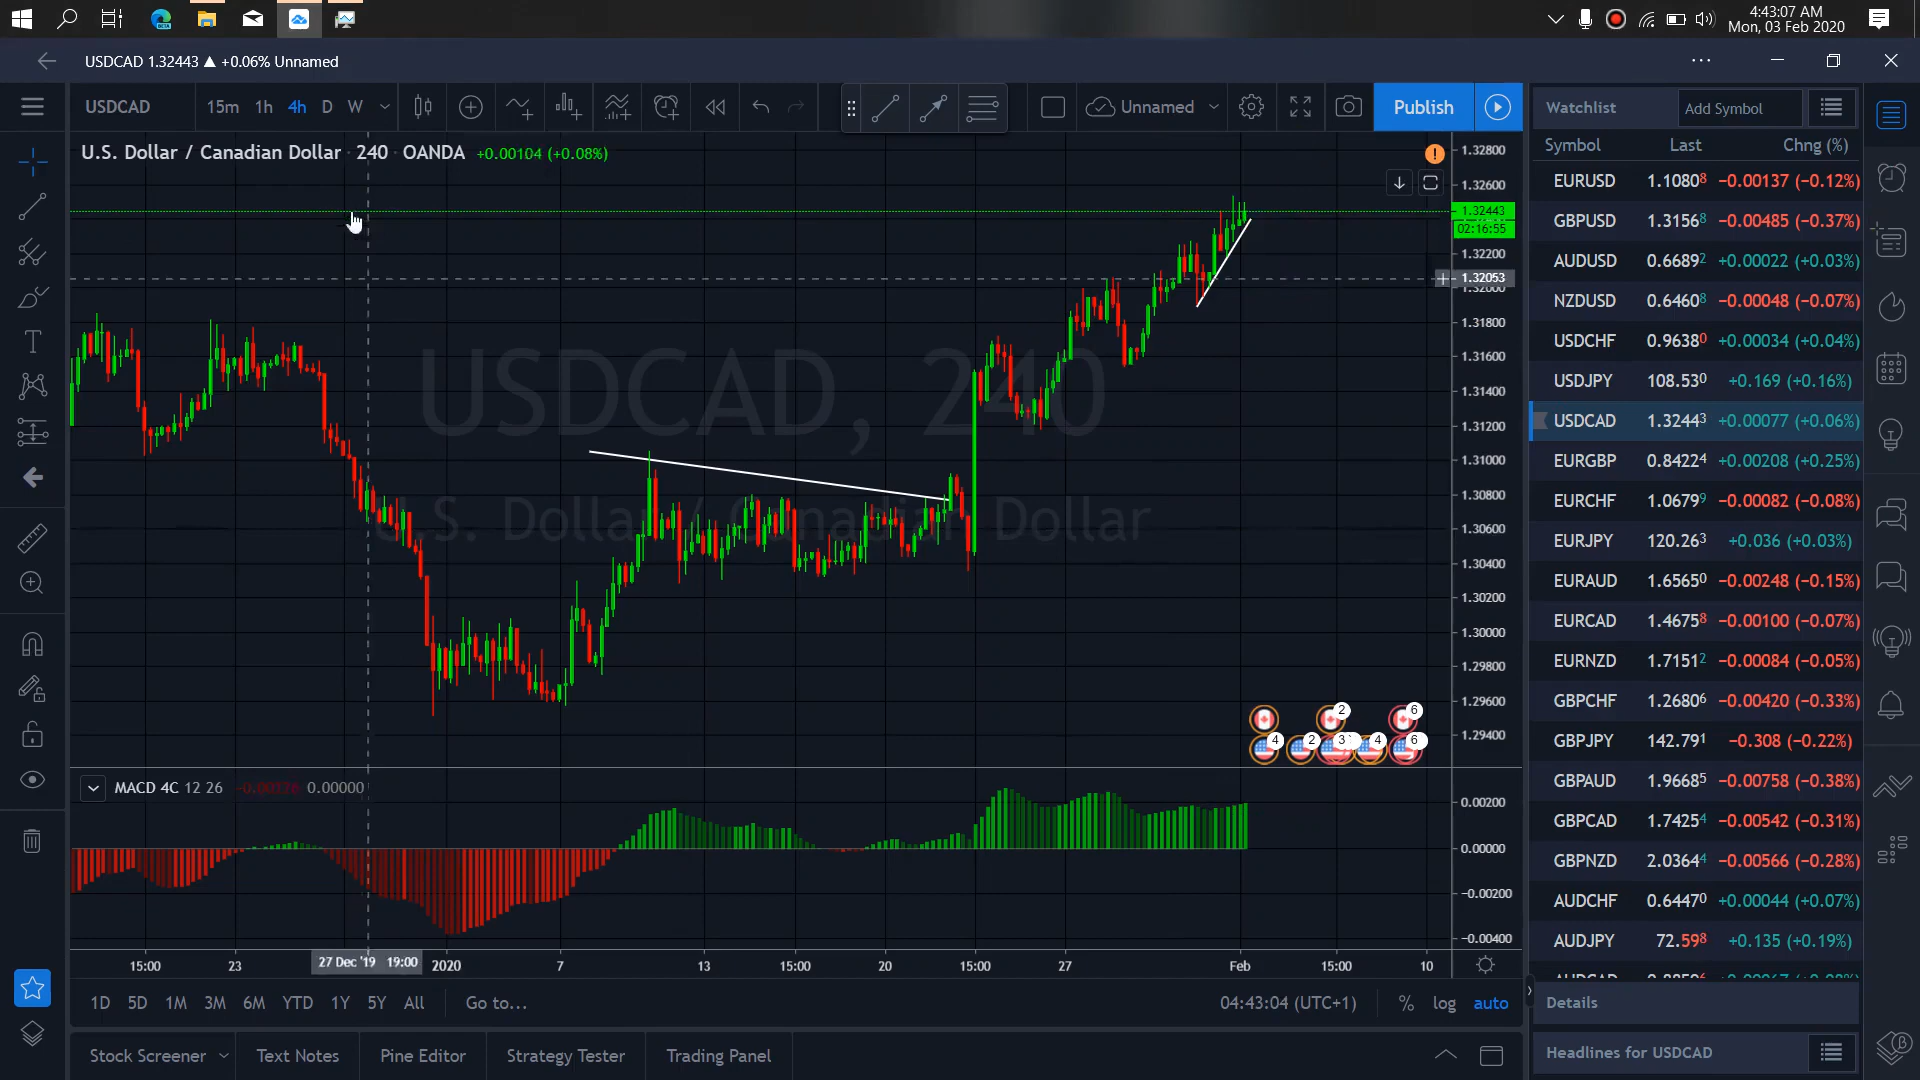 4:43:07 AM
Mon, 03 Feb 2020
USDCAD 1.32443 ▲ +0.06% Unnamed
USDCAD 15m 1h 4h D W Unnamed Publish
U.S. Dollar / Canadian Dollar · 240 · OANDA +0.00104 (+0.08%)
USDCAD, 240
U.S. Dollar / Canadian Dollar
1.32800
1.32600
1.32443
02:16:55
1.32200
1.32053
1.32000
1.31800
1.31600
1.31400
1.31200
1.31000
1.30800
1.30600
1.30400
1.30200
1.30000
1.29800
1.29600
1.29400
2 6
4 2 3 4 6
MACD 4C 12 26 0.00000
0.00200
0.00000
−0.00200
−0.00400
15:00 23 27 Dec '19 19:00 2020 7 13 15:00 20 15:00 27 Feb 15:00 10
1D 5D 1M 3M 6M YTD 1Y 5Y All Go to... 04:43:04 (UTC+1) % log auto
Stock Screener Text Notes Pine Editor Strategy Tester Trading Panel
Watchlist Add Symbol
Symbol Last Chng (%)
EURUSD 1.10808 −0.00137 (−0.12%)
GBPUSD 1.31568 −0.00485 (−0.37%)
AUDUSD 0.66892 +0.00022 (+0.03%)
NZDUSD 0.64608 −0.00048 (−0.07%)
USDCHF 0.96380 +0.00034 (+0.04%)
USDJPY 108.530 +0.169 (+0.16%)
USDCAD 1.32443 +0.00077 (+0.06%)
EURGBP 0.84224 +0.00208 (+0.25%)
EURCHF 1.06799 −0.00082 (−0.08%)
EURJPY 120.263 +0.036 (+0.03%)
EURAUD 1.65650 −0.00248 (−0.15%)
EURCAD 1.46758 −0.00100 (−0.07%)
EURNZD 1.71512 −0.00084 (−0.05%)
GBPCHF 1.26806 −0.00420 (−0.33%)
GBPJPY 142.791 −0.308 (−0.22%)
GBPAUD 1.96685 −0.00758 (−0.38%)
GBPCAD 1.74254 −0.00542 (−0.31%)
GBPNZD 2.03644 −0.00566 (−0.28%)
AUDCHF 0.64470 +0.00044 (+0.07%)
AUDJPY 72.598 +0.135 (+0.19%)
Details
Headlines for USDCAD